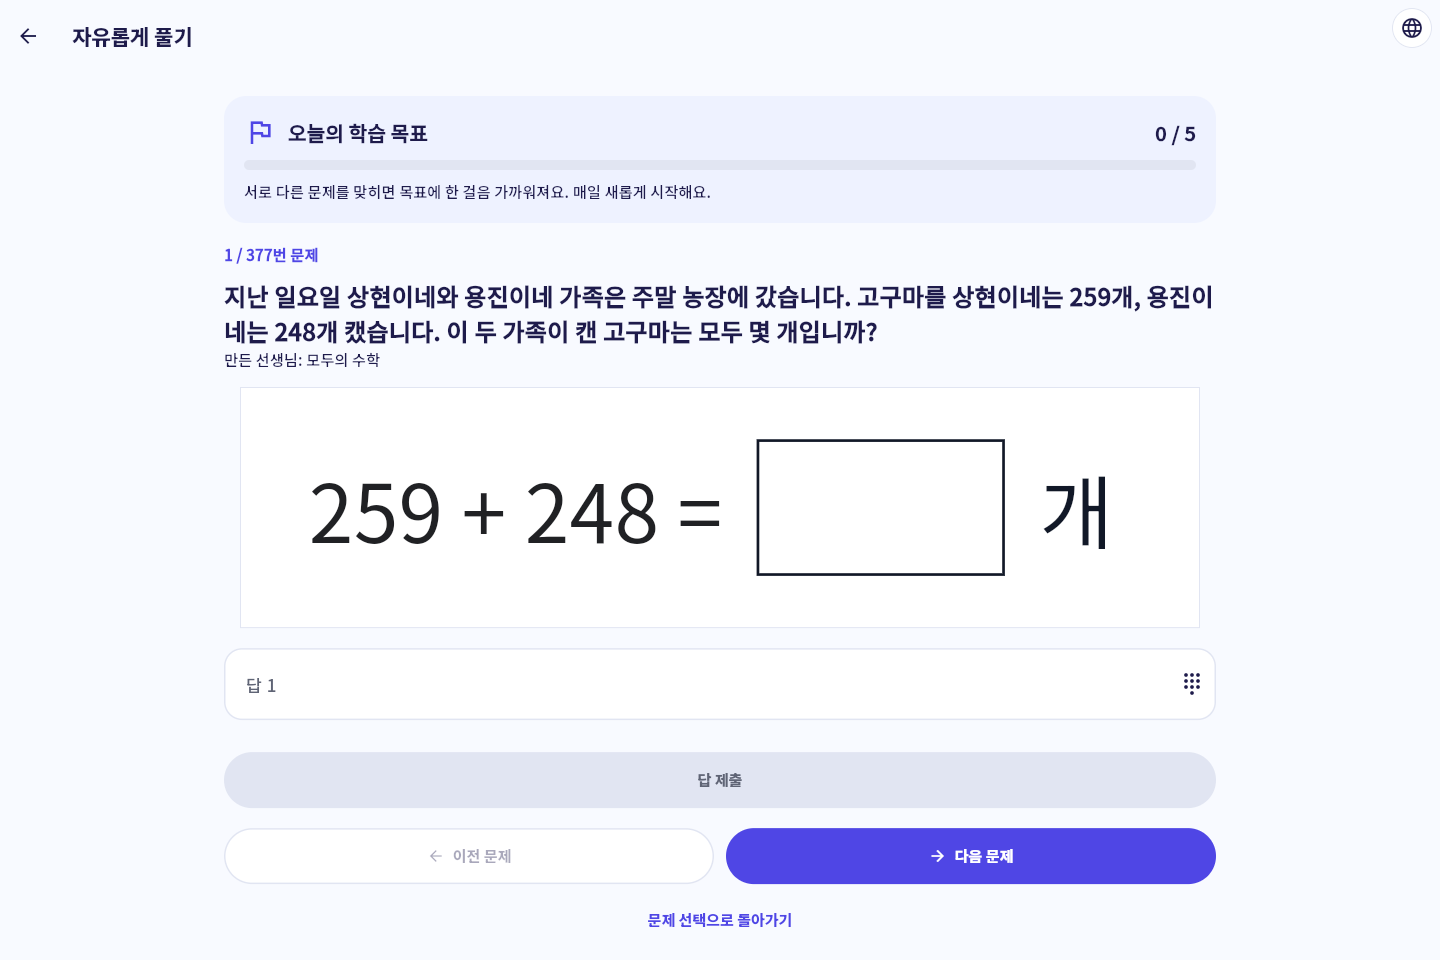 자유롭게 풀기
오늘의 학습 목표
0 / 5
서로 다른 문제를 맞히면 목표에 한 걸음 가까워져요. 매일 새롭게 시작해요.
1 / 377번 문제
지난 일요일 상현이네와 용진이네 가족은 주말 농장에 갔습니다. 고구마를 상현이네는 259개, 용진이
네는 248개 캤습니다. 이 두 가족이 캔 고구마는 모두 몇 개입니까?
만든 선생님: 모두의 수학
259 + 248 = 개
답 1
답 제출
이전 문제
다음 문제
문제 선택으로 돌아가기